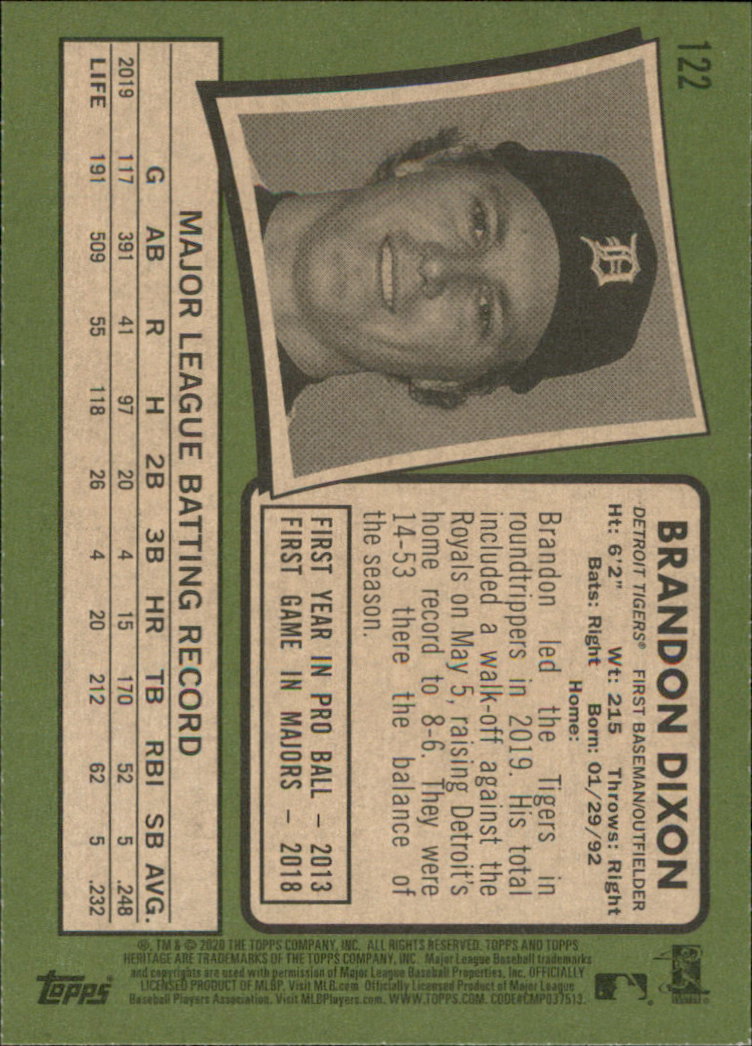 122
BRANDON DIXON
DETROIT TIGERS® FIRST BASEMAN/OUTFIELDER
Ht: 6'2" Wt: 215 Throws: Right
Bats: Right Born: 01/29/92
Home:
Brandon led the Tigers in
roundtrippers in 2019. His total
included a walk-off against the
Royals on May 5, raising Detroit's
home record to 8-6. They were
14-53 there the balance of
the season.
FIRST YEAR IN PRO BALL – 2013
FIRST GAME IN MAJORS – 2018
MAJOR LEAGUE BATTING RECORD
G AB R H 2B 3B HR TB RBI SB AVG.
2019 117 391 41 97 20 4 15 170 52 5 .248
LIFE 191 509 55 118 26 4 20 212 62 5 .232
®, TM & © 2020 THE TOPPS COMPANY, INC. ALL RIGHTS RESERVED. TOPPS AND TOPPS
HERITAGE ARE TRADEMARKS OF THE TOPPS COMPANY, INC. Major League Baseball trademarks
and copyrights are used with permission of Major League Baseball Properties, Inc. OFFICIALLY
LICENSED PRODUCT OF MLBP. Visit MLB.com Officially Licensed Product of Major League
Baseball Players Association. Visit MLBPlayers.com. WWW.TOPPS.COM. CODE#CMP037513.
topps®